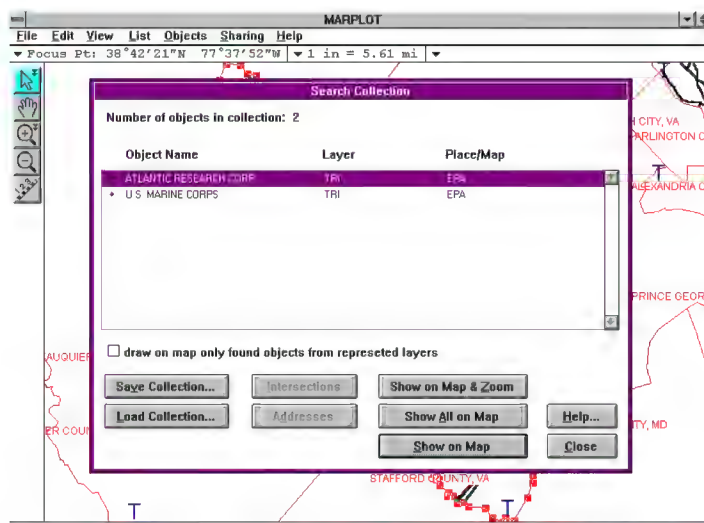 MARPLOT
File Edit View List Objects Sharing Help
Focus Pt: 38°42'21"N 77°37'52"W 1 in = 5.61 mi
Search Collection
Number of objects in collection: 2
Object Name Layer Place/Map
ATLANTIC RESEARCH CORP TRI EPA
U S MARINE CORPS TRI EPA
draw on map only found objects from represeted layers
Save Collection... Intersections Show on Map & Zoom
Load Collection... Addresses Show All on Map Help...
Show on Map Close
CITY, VA
ARLINGTON C
ALEXANDRIA C
PRINCE GEOR
AUQUIER
ER COUN
TY, MD
STAFFORD COUNTY, VA
T
T
T
1 2 3